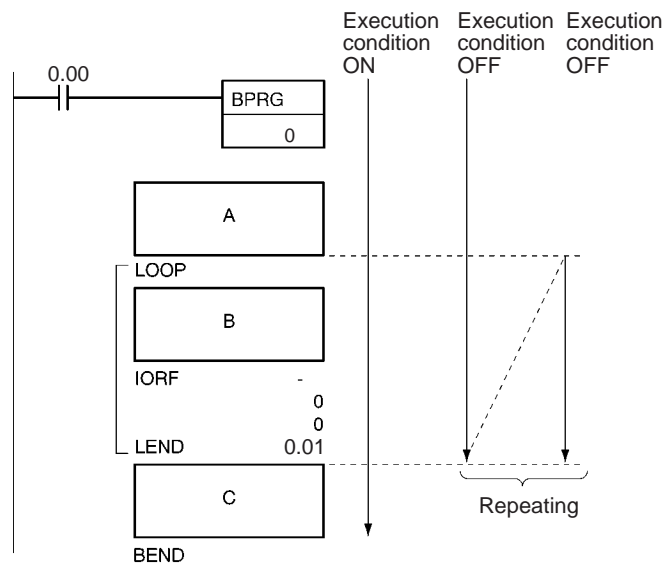 Execution condition ON
Execution condition OFF
Execution condition OFF
0.00
BPRG
0
A
LOOP
B
IORF -
0
0
LEND 0.01
C
Repeating
BEND